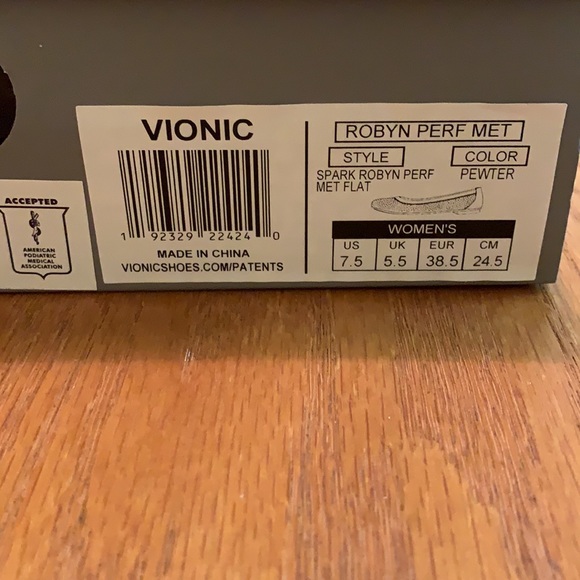 ACCEPTED
AMERICAN
PODIATRIC
MEDICAL
ASSOCIATION
VIONIC
1 92329 22424 0
MADE IN CHINA
VIONICSHOES.COM/PATENTS
ROBYN PERF MET
STYLE COLOR
SPARK ROBYN PERF PEWTER
MET FLAT
WOMEN'S
US UK EUR CM
7.5 5.5 38.5 24.5